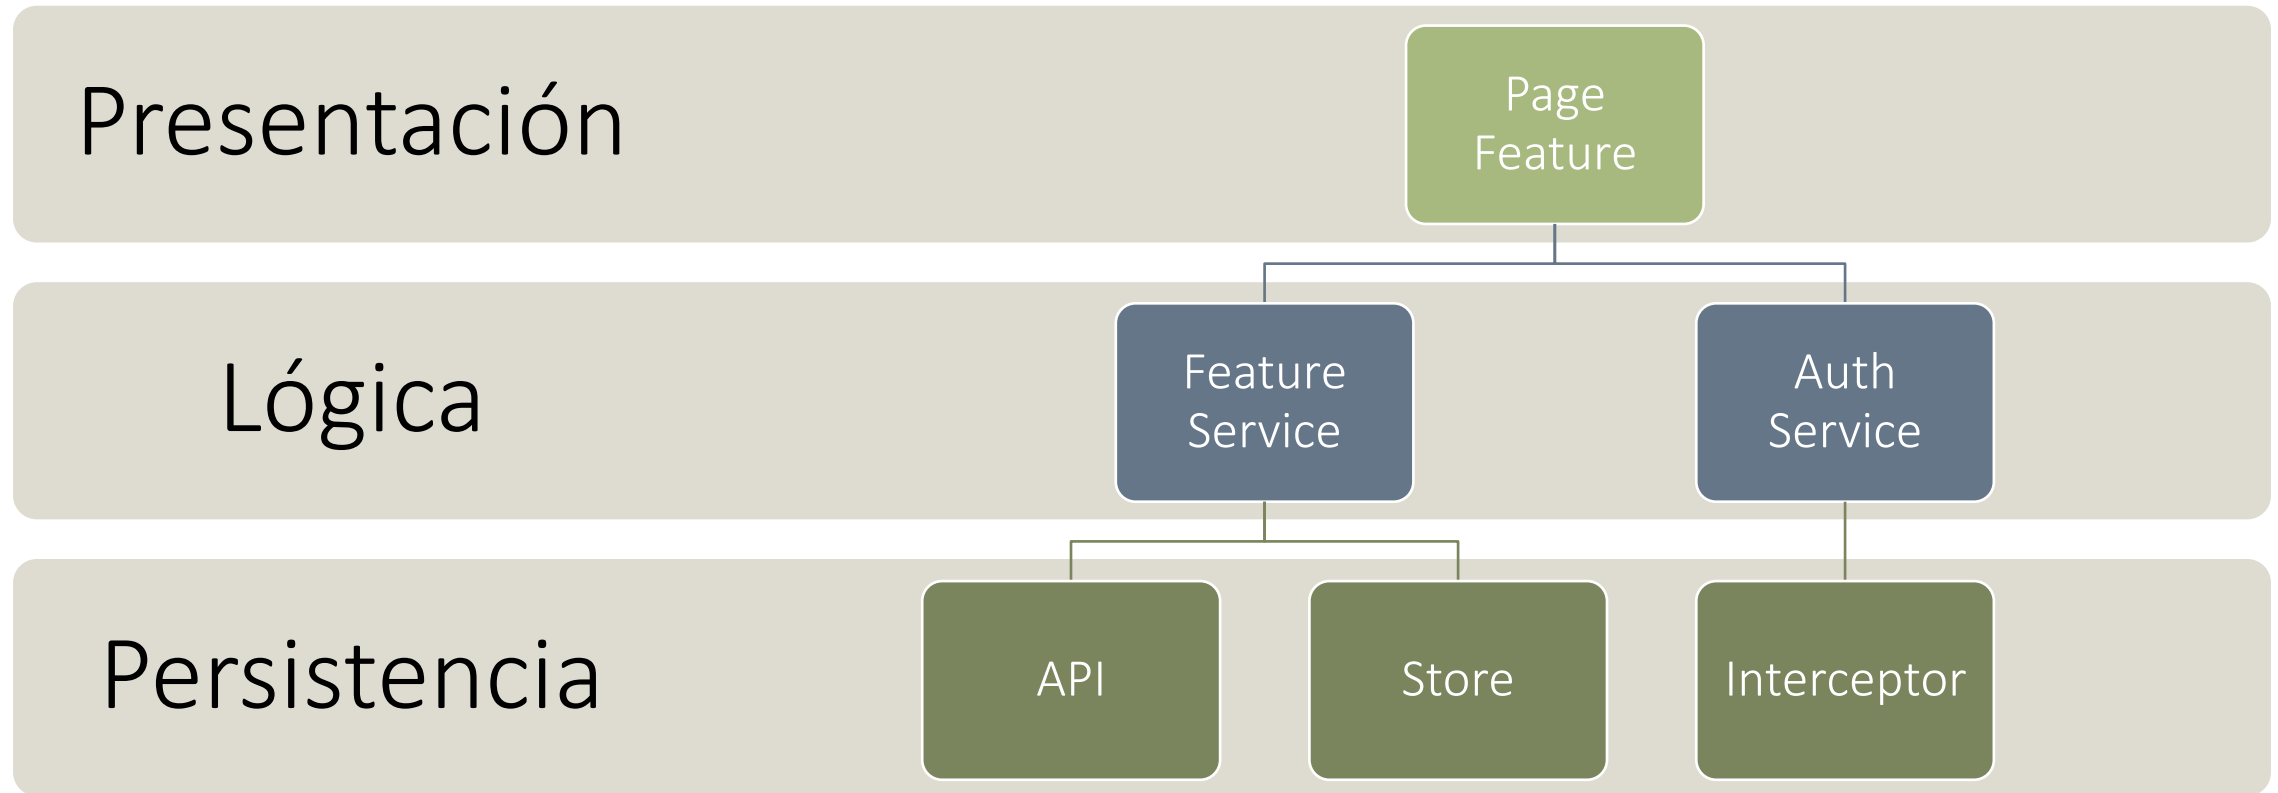 Presentación
Page
Feature
Lógica
Feature
Service
Auth
Service
Persistencia
API
Store
Interceptor